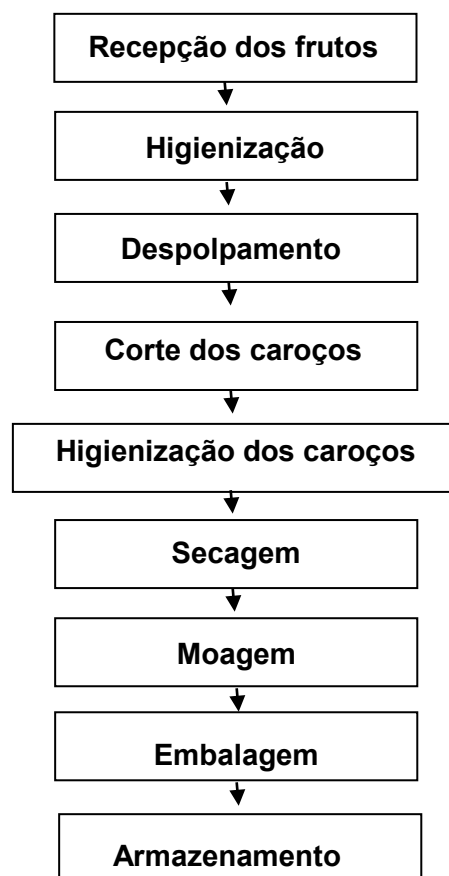 Recepção dos frutos
Higienização
Despolpamento
Corte dos caroços
Higienização dos caroços
Secagem
Moagem
Embalagem
Armazenamento